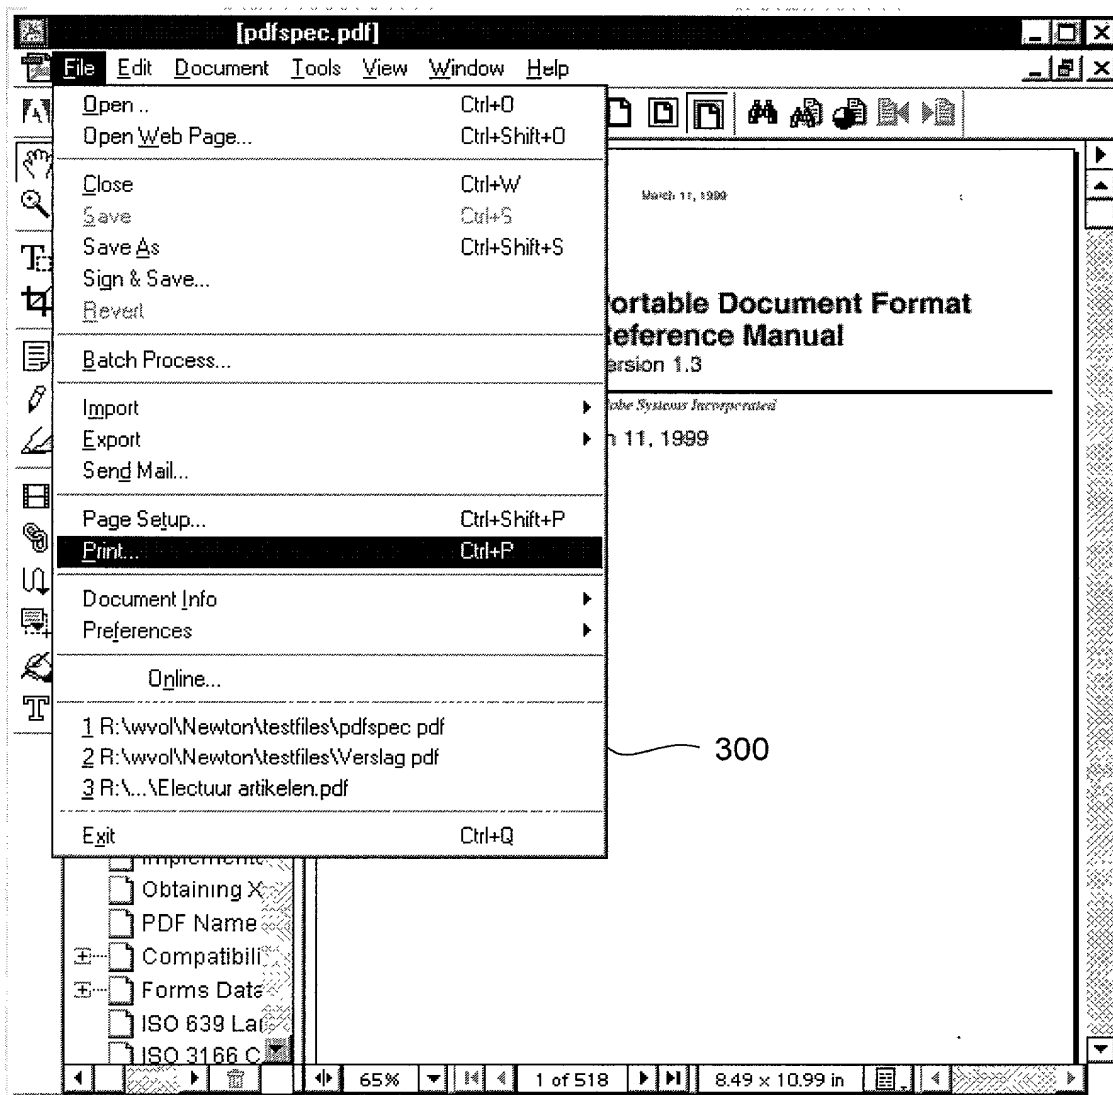 [pdfspec.pdf]
File Edit Document Tools View Window Help
Open .. Ctrl+O
Open Web Page... Ctrl+Shift+O
Close Ctrl+W
Save Ctrl+S
Save As Ctrl+Shift+S
Sign & Save...
Revert
Batch Process...
Import
Export
Send Mail...
Page Setup... Ctrl+Shift+P
Print... Ctrl+P
Document Info
Preferences
Online...
1 R:\wvol\Newton\testfiles\pdfspec pdf
2 R:\wvol\Newton\testfiles\Verslag pdf
3 R:\...\Electuur artikelen.pdf
Exit Ctrl+Q
March 11, 1999
ortable Document Format
eference Manual
ersion 1.3
obe Systems Incorporated
h 11, 1999
300
Obtaining X
PDF Name
Compatibili
Forms Data
ISO 639 Lan
ISO 3166 C
65% 1 of 518 8.49 x 10.99 in